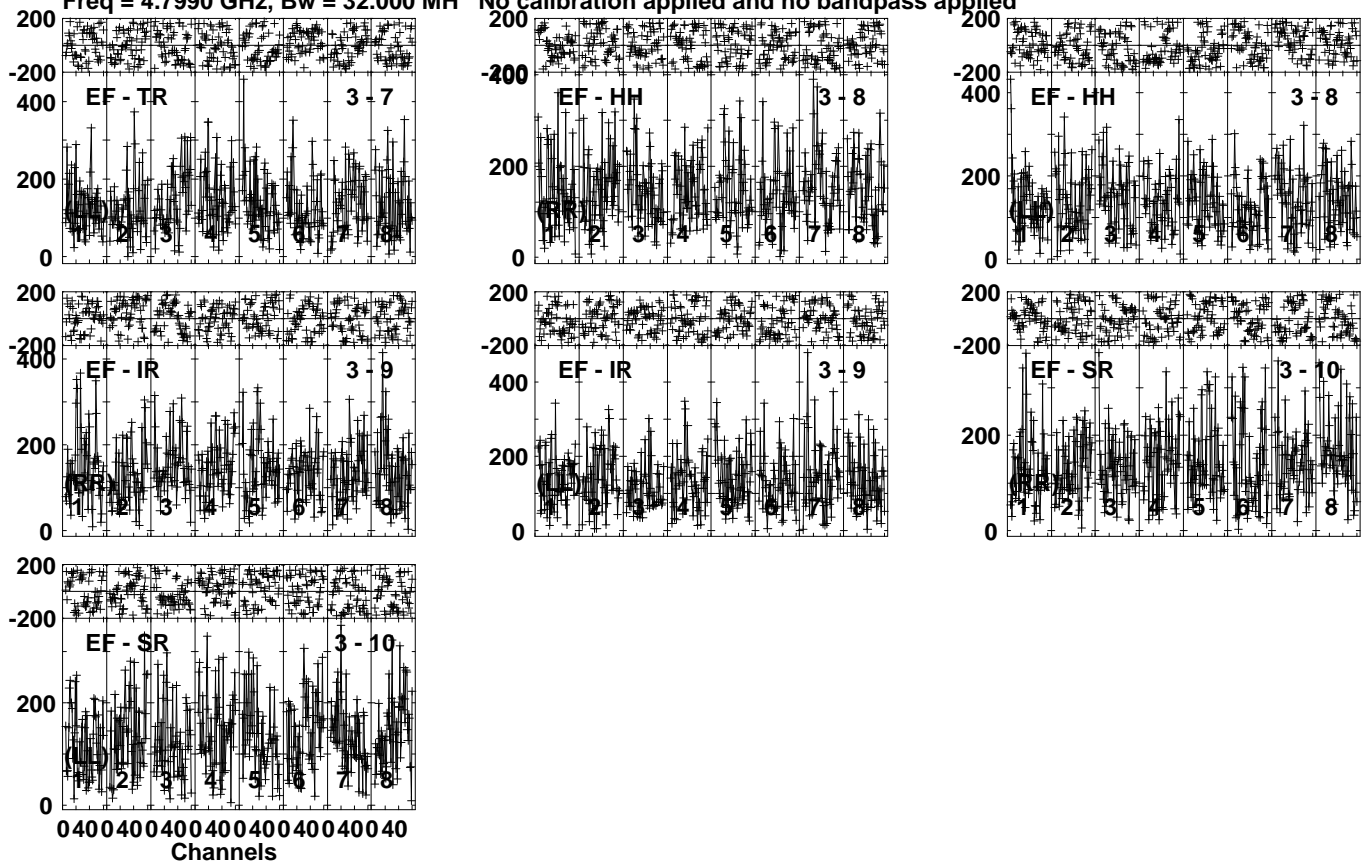 Freq = 4.7990 GHz, Bw = 32.000 MH No calibration applied and no bandpass applied
200 200 200
-200 -200 -200
400 400 400
EF - TR 3 - 7 EF - HH 3 - 8 EF - HH 3 - 8
200 200 200
(LL) (RR) (LL)
1 2 3 4 5 6 7 8 1 2 3 4 5 6 7 8 1 2 3 4 5 6 7 8
0 0 0
200 200 200
-200 -200 -200
400 400
EF - IR 3 - 9 EF - IR 3 - 9 EF - SR 3 - 10
200 200 200
(RR) (LL) (RR)
1 2 3 4 5 6 7 8 1 2 3 4 5 6 7 8 1 2 3 4 5 6 7 8
0 0 0
200
-200
EF - SR 3 - 10
200
(LL)
1 2 3 4 5 6 7 8
0
0 40 0 40 0 40 0 40 0 40 0 40 0 40 0 40
Channels